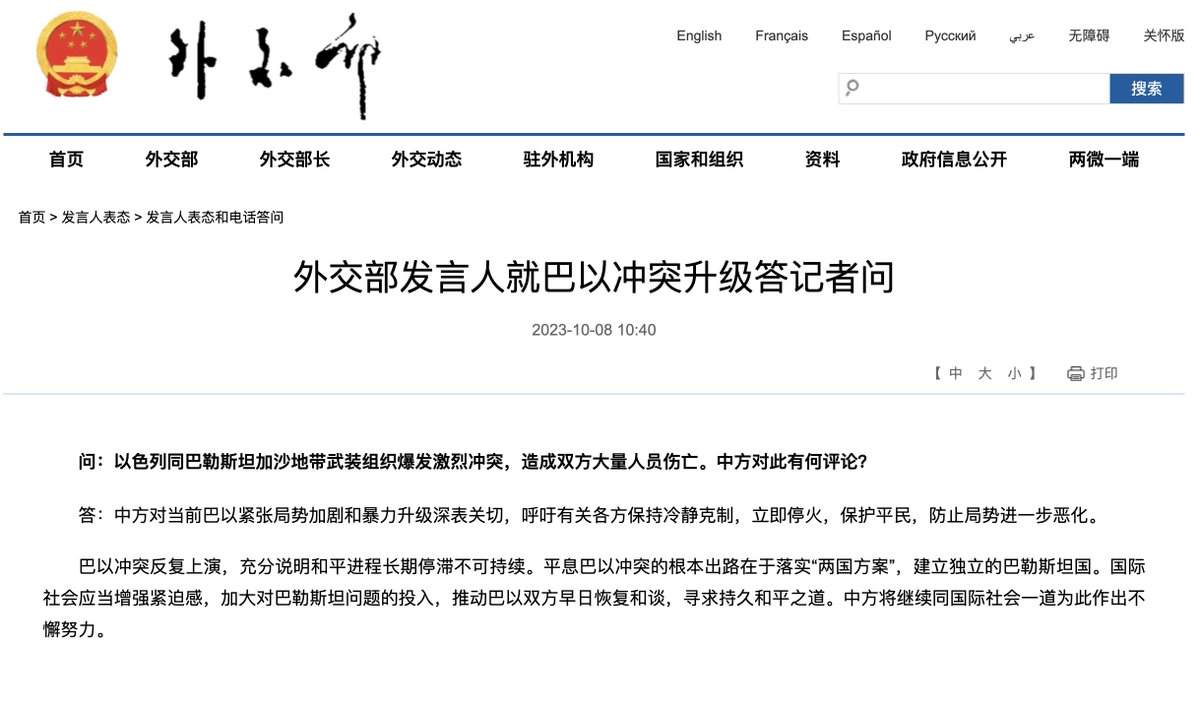 外交部
English Français Español Русский عربي 无障碍 关怀版
搜索
首页 外交部 外交部长 外交动态 驻外机构 国家和组织 资料 政府信息公开 两微一端
首页 > 发言人表态 > 发言人表态和电话答问
外交部发言人就巴以冲突升级答记者问
2023-10-08 10:40
【 中 大 小 】 打印
问：以色列同巴勒斯坦加沙地带武装组织爆发激烈冲突，造成双方大量人员伤亡。中方对此有何评论？
答：中方对当前巴以紧张局势加剧和暴力升级深表关切，呼吁有关各方保持冷静克制，立即停火，保护平民，防止局势进一步恶化。
巴以冲突反复上演，充分说明和平进程长期停滞不可持续。平息巴以冲突的根本出路在于落实“两国方案”，建立独立的巴勒斯坦国。国际
社会应当增强紧迫感，加大对巴勒斯坦问题的投入，推动巴以双方早日恢复和谈，寻求持久和平之道。中方将继续同国际社会一道为此作出不
懈努力。